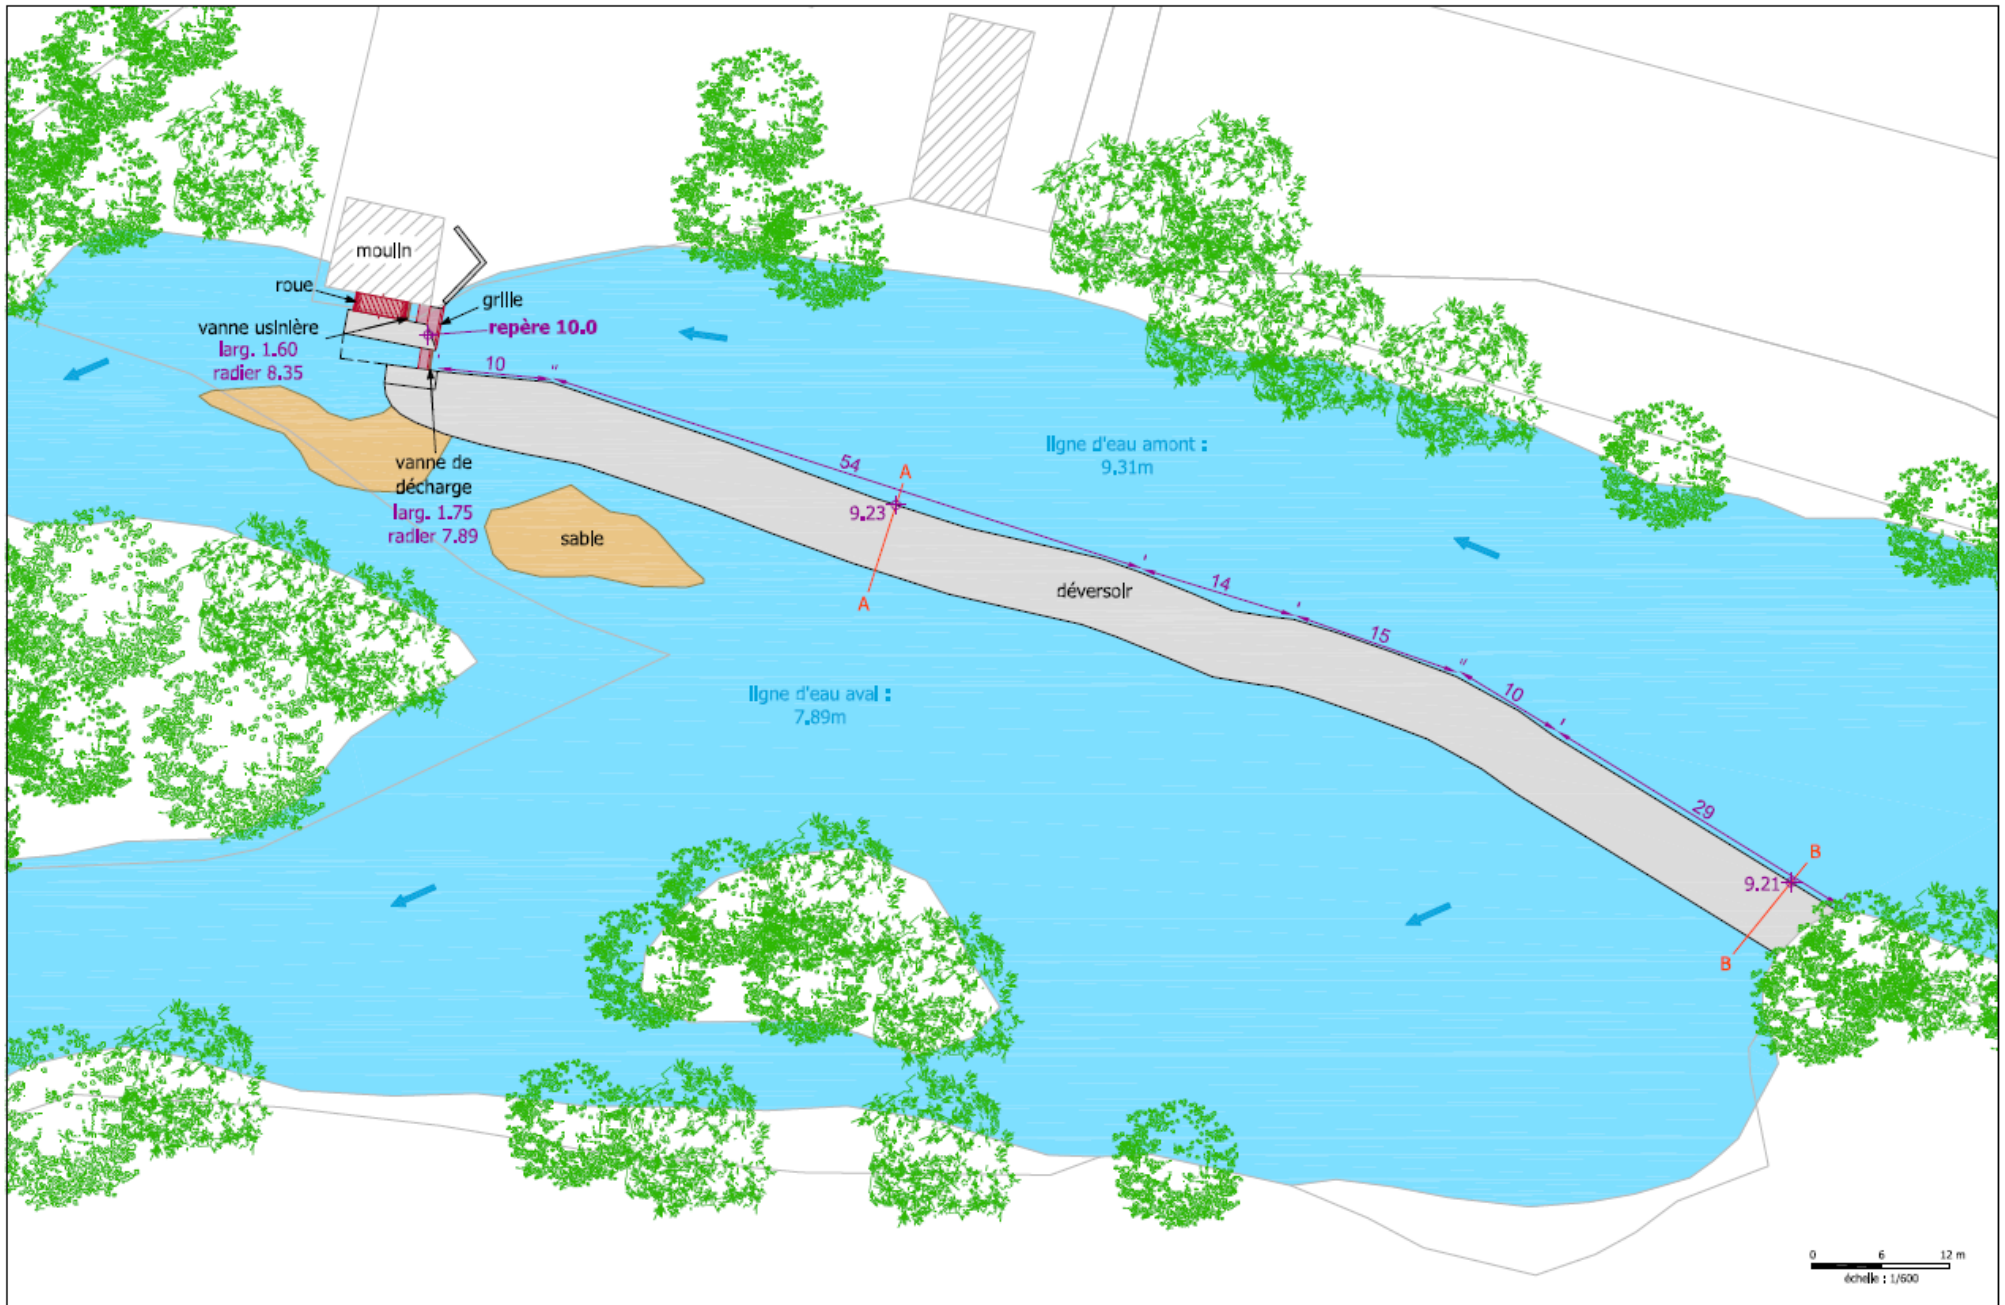 moulin
roue
grille
vanne usinière
larg. 1.60
radier 8.35
repère 10.0
10
54
A
9.23
A
ligne d'eau amont :
9.31m
vanne de
décharge
larg. 1.75
radier 7.89
sable
déversoir
14
15
10
29
ligne d'eau aval :
7.89m
B
9.21
B
0 6 12 m
échelle : 1/600